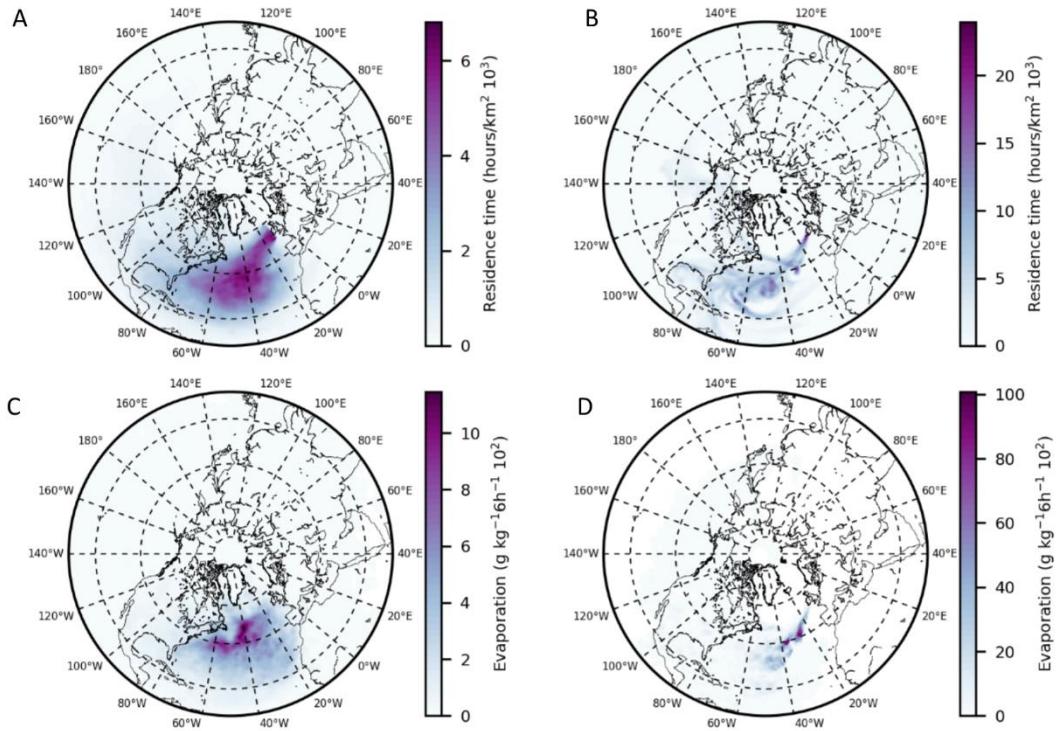 A
140°E
120°E
160°E
100°E
180°
80°E
160°W
60°E
140°W
40°E
120°W
20°E
100°W
0°W
80°W
20°W
60°W
40°W
6
4
2
0
Residence time (hours/km² 10³)
B
140°E
120°E
160°E
100°E
180°
80°E
160°W
60°E
140°W
40°E
120°W
20°E
100°W
0°W
80°W
20°W
60°W
40°W
20
15
10
5
0
Residence time (hours/km² 10³)
C
140°E
120°E
160°E
100°E
180°
80°E
160°W
60°E
140°W
40°E
120°W
20°E
100°W
0°W
80°W
20°W
60°W
40°W
10
8
6
4
2
0
Evaporation (g kg⁻¹6h⁻¹ 10²)
D
140°E
120°E
160°E
100°E
180°
80°E
160°W
60°E
140°W
40°E
120°W
20°E
100°W
0°W
80°W
20°W
60°W
40°W
100
80
60
40
20
0
Evaporation (g kg⁻¹6h⁻¹ 10²)